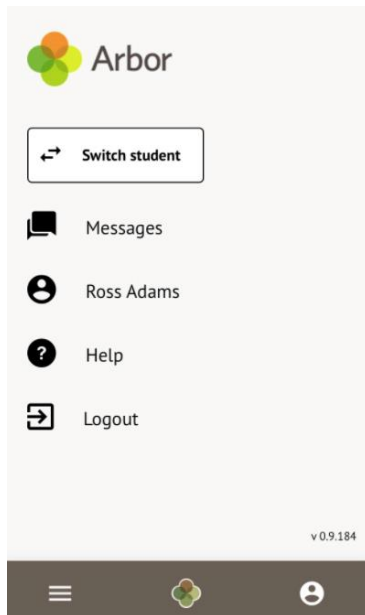 Arbor
Switch student
Messages
Ross Adams
?
Help
Logout
v 0.9.184